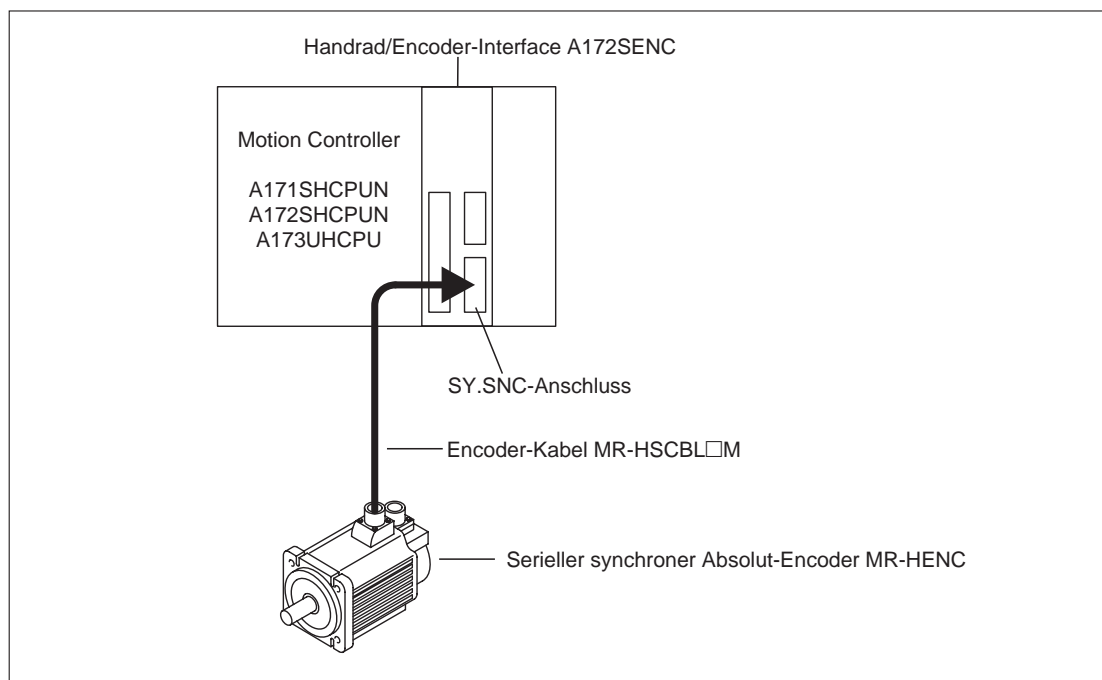 Handrad/Encoder-Interface A172SENC
Motion Controller
A171SHCPUN
A172SHCPUN
A173UHCPU
SY.SNC-Anschluss
Encoder-Kabel MR-HSCBL□M
Serieller synchroner Absolut-Encoder MR-HENC